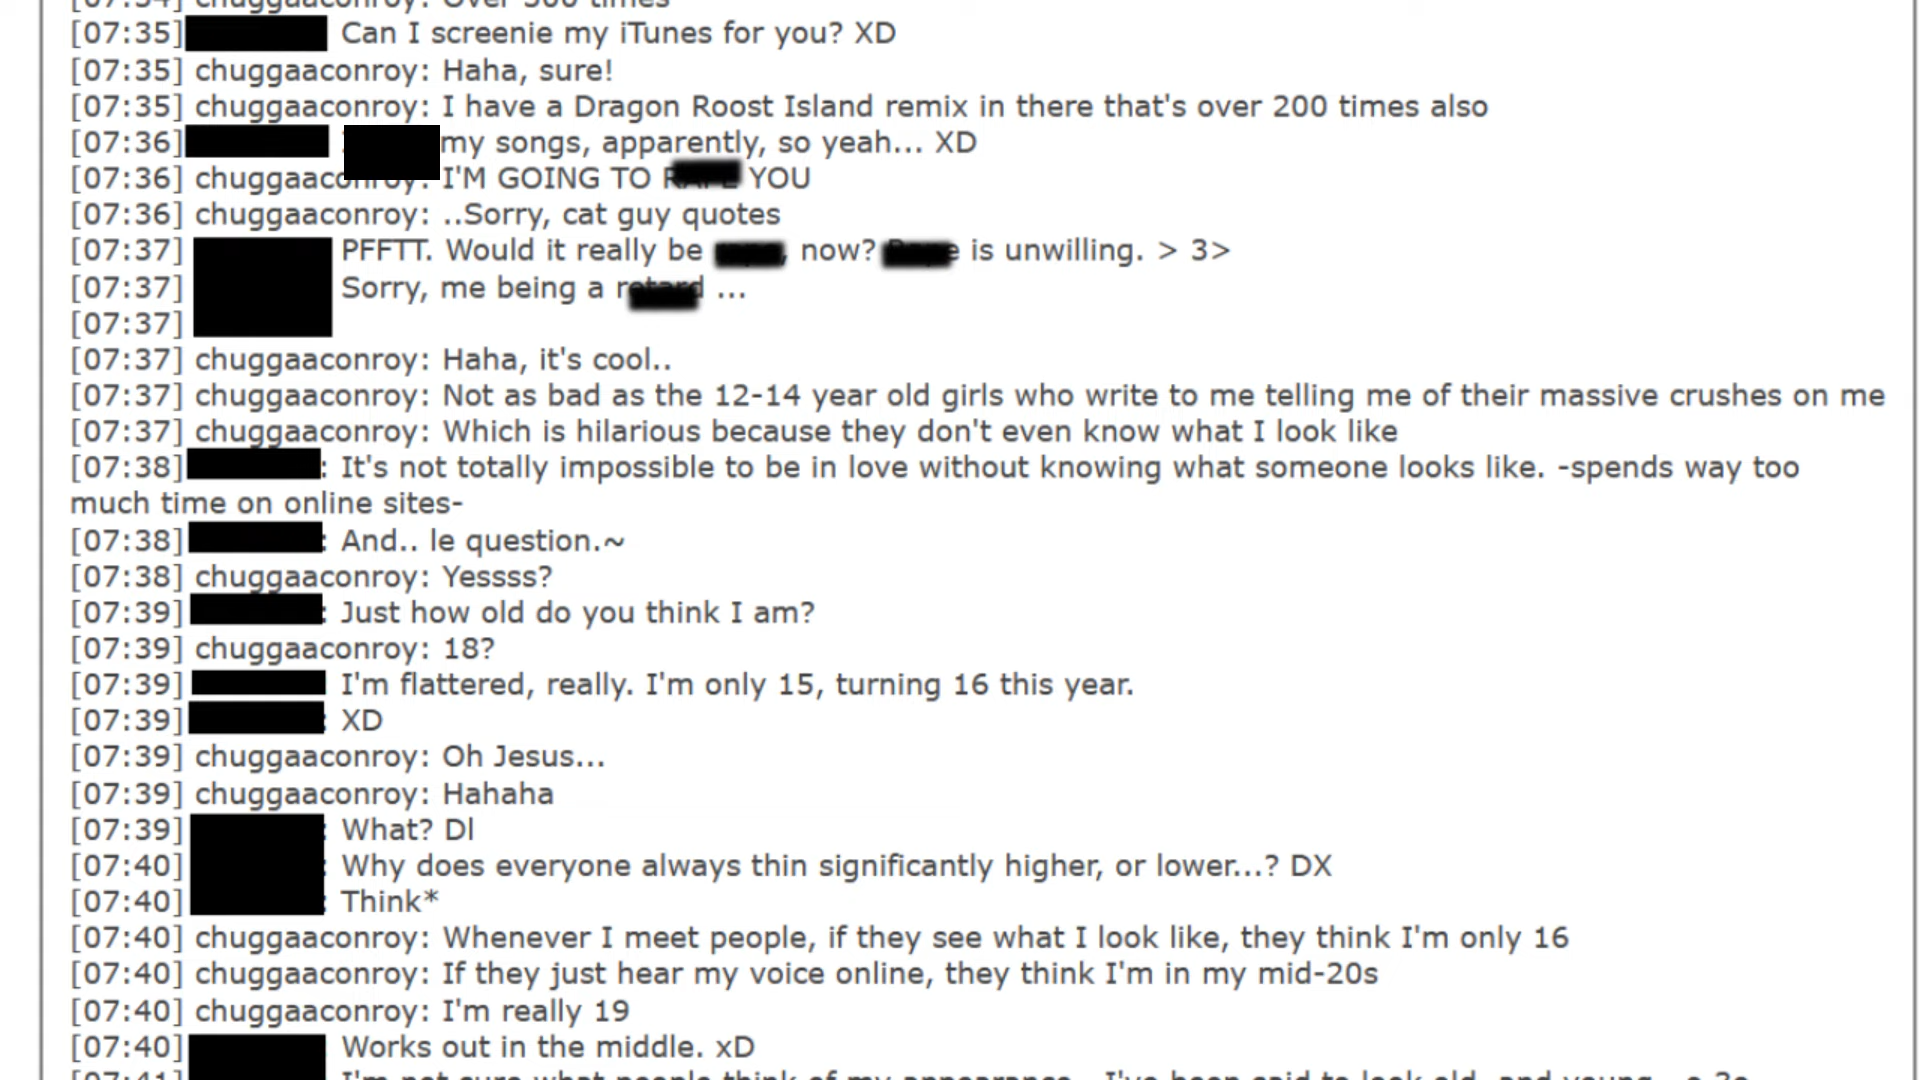 [07:34] chuggaaconroy: Over 500 times
[07:35] Can I screenie my iTunes for you? XD
[07:35] chuggaaconroy: Haha, sure!
[07:35] chuggaaconroy: I have a Dragon Roost Island remix in there that's over 200 times also
[07:36] my songs, apparently, so yeah... XD
[07:36] chuggaaconroy: I'M GOING TO YOU
[07:36] chuggaaconroy: ..Sorry, cat guy quotes
[07:37] PFFTT. Would it really be , now? is unwilling. > 3>
[07:37] Sorry, me being a ...
[07:37]
[07:37] chuggaaconroy: Haha, it's cool..
[07:37] chuggaaconroy: Not as bad as the 12-14 year old girls who write to me telling me of their massive crushes on me
[07:37] chuggaaconroy: Which is hilarious because they don't even know what I look like
[07:38] : It's not totally impossible to be in love without knowing what someone looks like. -spends way too
much time on online sites-
[07:38] : And.. le question.~
[07:38] chuggaaconroy: Yessss?
[07:39] : Just how old do you think I am?
[07:39] chuggaaconroy: 18?
[07:39] I'm flattered, really. I'm only 15, turning 16 this year.
[07:39] : XD
[07:39] chuggaaconroy: Oh Jesus...
[07:39] chuggaaconroy: Hahaha
[07:39] : What? Dl
[07:40] : Why does everyone always thin significantly higher, or lower...? DX
[07:40] : Think*
[07:40] chuggaaconroy: Whenever I meet people, if they see what I look like, they think I'm only 16
[07:40] chuggaaconroy: If they just hear my voice online, they think I'm in my mid-20s
[07:40] chuggaaconroy: I'm really 19
[07:40] Works out in the middle. xD
[07:41] I'm not sure what people think of my appearance.. I've been said to look old, and young..